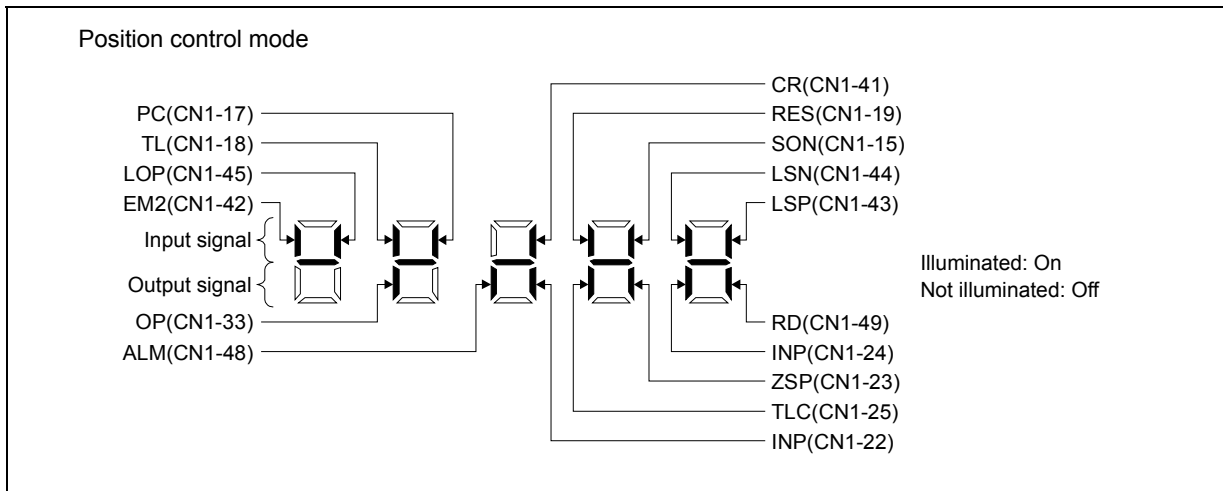 Position control mode
PC(CN1-17)
TL(CN1-18)
LOP(CN1-45)
EM2(CN1-42)
Input signal
Output signal
OP(CN1-33)
ALM(CN1-48)
CR(CN1-41)
RES(CN1-19)
SON(CN1-15)
LSN(CN1-44)
LSP(CN1-43)
RD(CN1-49)
INP(CN1-24)
ZSP(CN1-23)
TLC(CN1-25)
INP(CN1-22)
Illuminated: On
Not illuminated: Off